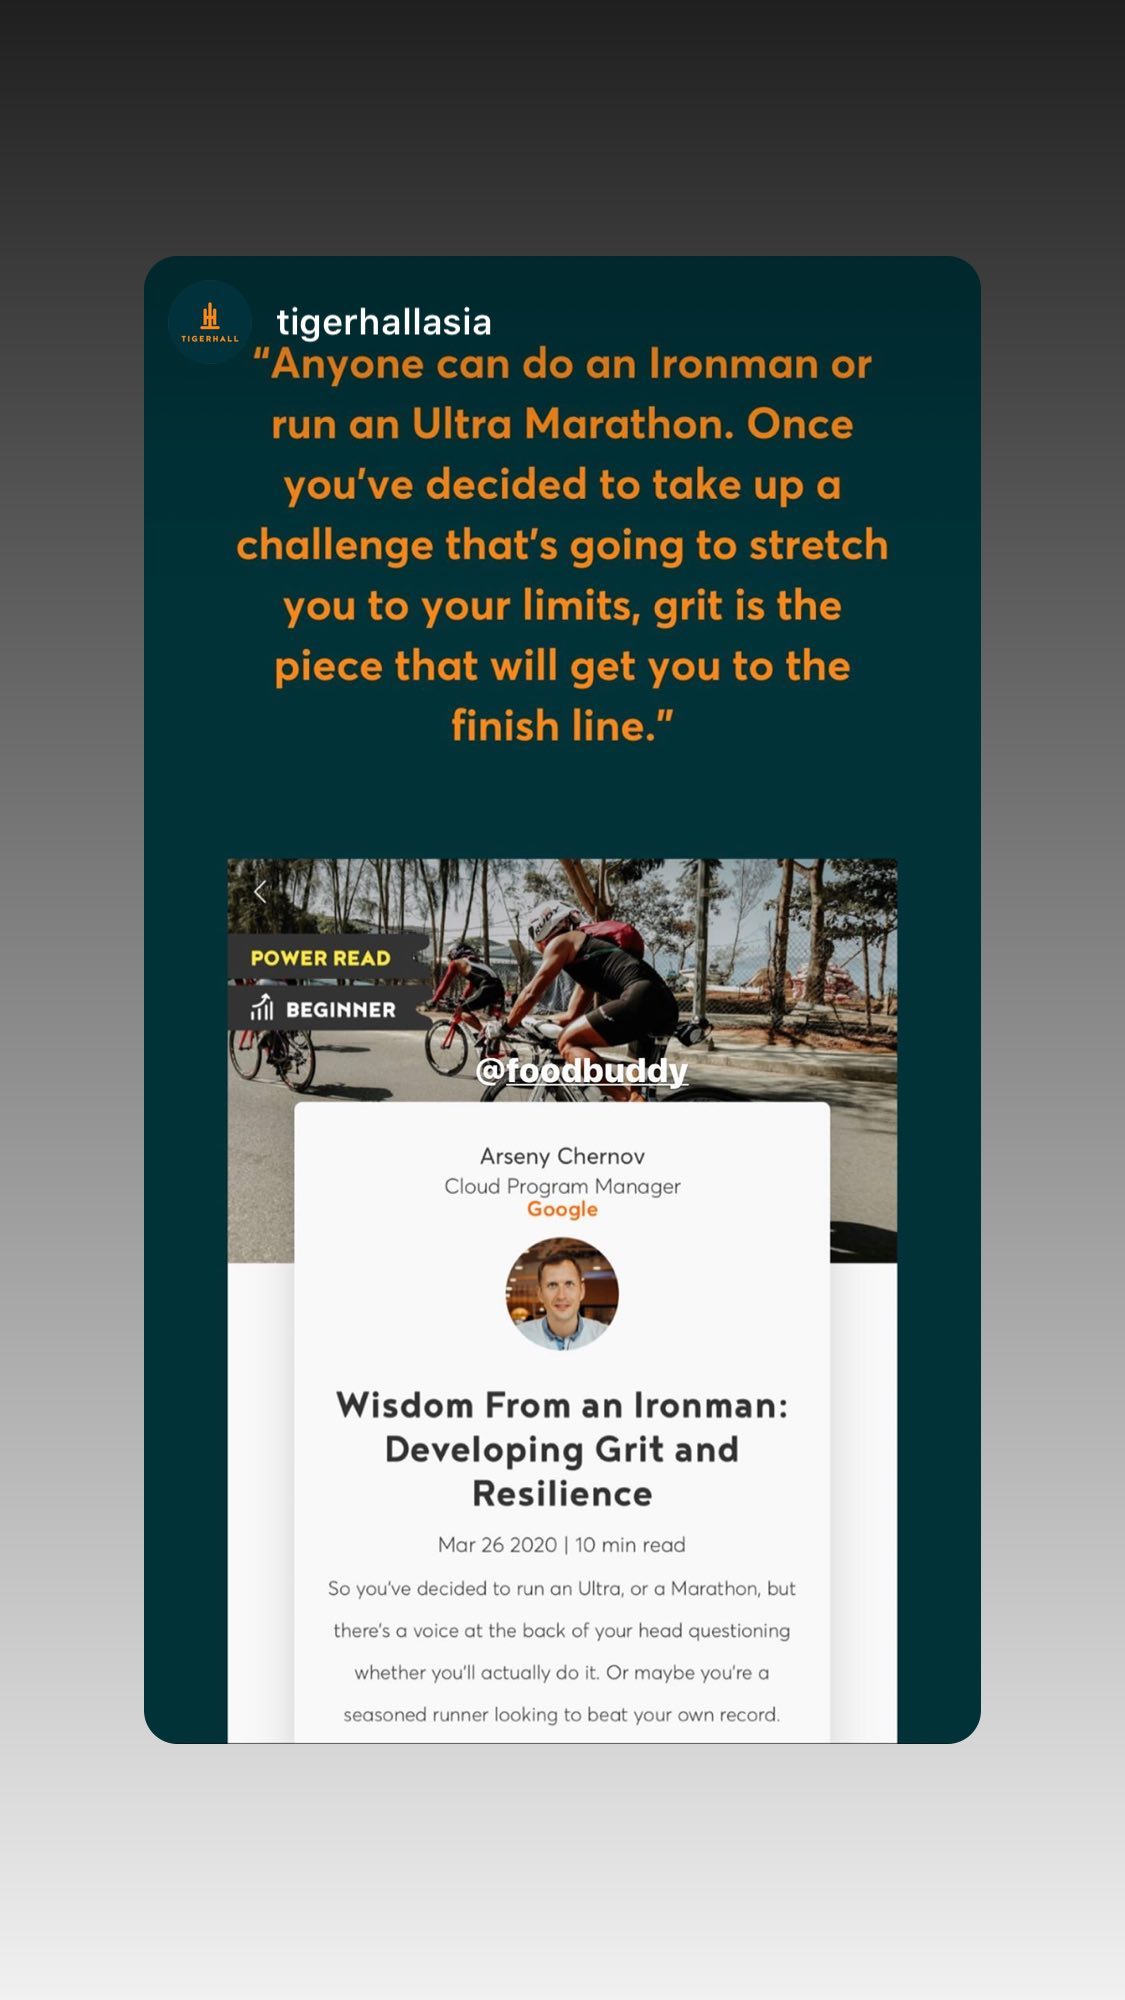 TIGERHALL
tigerhallasia
“Anyone can do an Ironman or
run an Ultra Marathon. Once
you’ve decided to take up a
challenge that’s going to stretch
you to your limits, grit is the
piece that will get you to the
finish line.”
POWER READ
BEGINNER
RUDY
@foodbuddy
Arseny Chernov
Cloud Program Manager
Google
Wisdom From an Ironman:
Developing Grit and
Resilience
Mar 26 2020 | 10 min read
So you’ve decided to run an Ultra, or a Marathon, but
there’s a voice at the back of your head questioning
whether you’ll actually do it. Or maybe you’re a
seasoned runner looking to beat your own record.